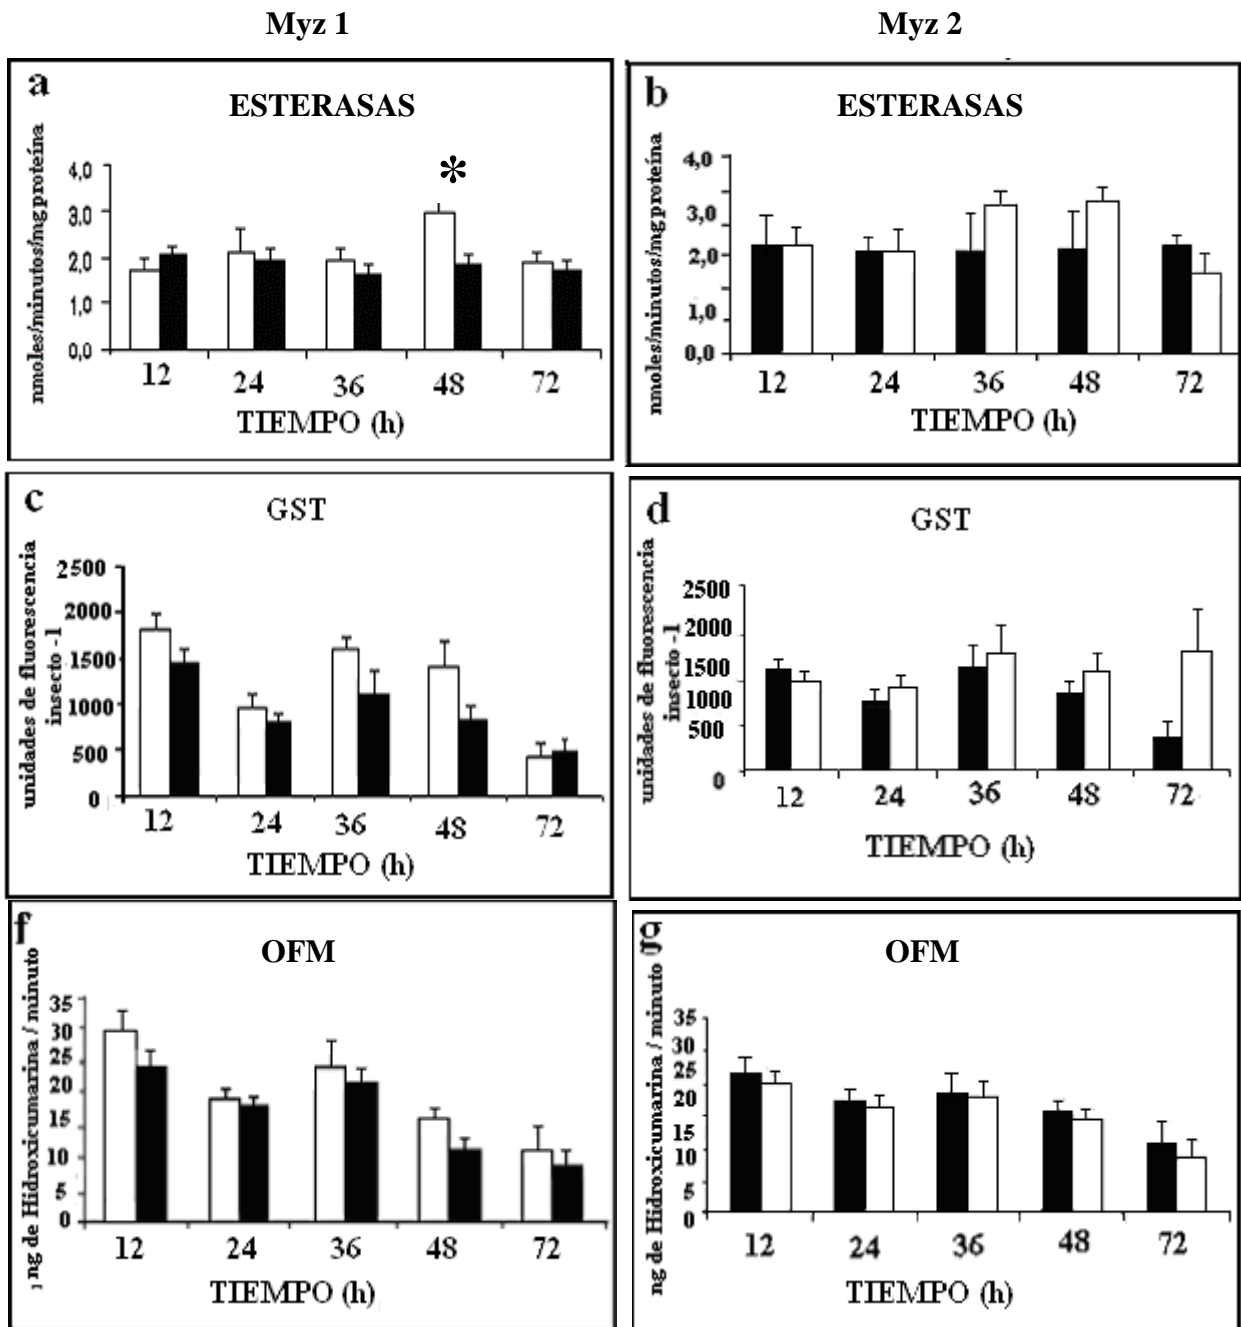 Myz 1
Myz 2
a
ESTERASAS
nmoles/minutos/mgproteína
4,0
3,0
2,0
1,0
0,0
*
12
24
36
48
72
TIEMPO (h)
b
ESTERASAS
nmoles/minutos/mgproteína
4,0
3,0
2,0
1,0
0,0
12
24
36
48
72
TIEMPO (h)
c
GST
unidades de fluorescencia
insecto -1
2500
2000
1500
1000
500
0
12
24
36
48
72
TIEMPO (h)
d
GST
unidades de fluorescencia
insecto -1
2500
2000
1500
1000
500
0
12
24
36
48
72
TIEMPO (h)
f
OFM
ng de Hidroxicumarina / minuto
35
30
25
20
15
10
5
0
12
24
36
48
72
TIEMPO (h)
g
OFM
ng de Hidroxicumarina / minuto
35
30
25
20
15
10
5
0
12
24
36
48
72
TIEMPO (h)